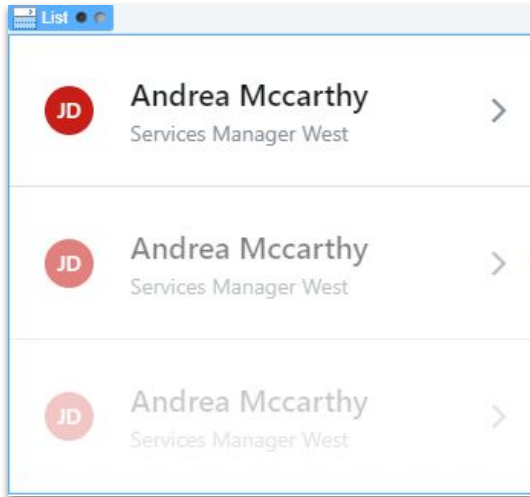 List
JD
Andrea Mccarthy
Services Manager West
JD
Andrea Mccarthy
Services Manager West
JD
Andrea Mccarthy
Services Manager West